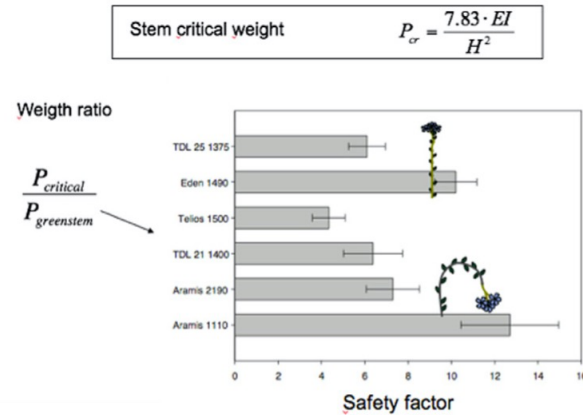 Stem critical weight
P_cr = 7.83 · EI / H²
Weigth ratio
P_critical / P_greenstem
TDL 25 1375
Eden 1490
Telios 1500
TDL 21 1400
Aramis 2190
Aramis 1110
0 2 4 6 8 10 12 14 16
Safety factor